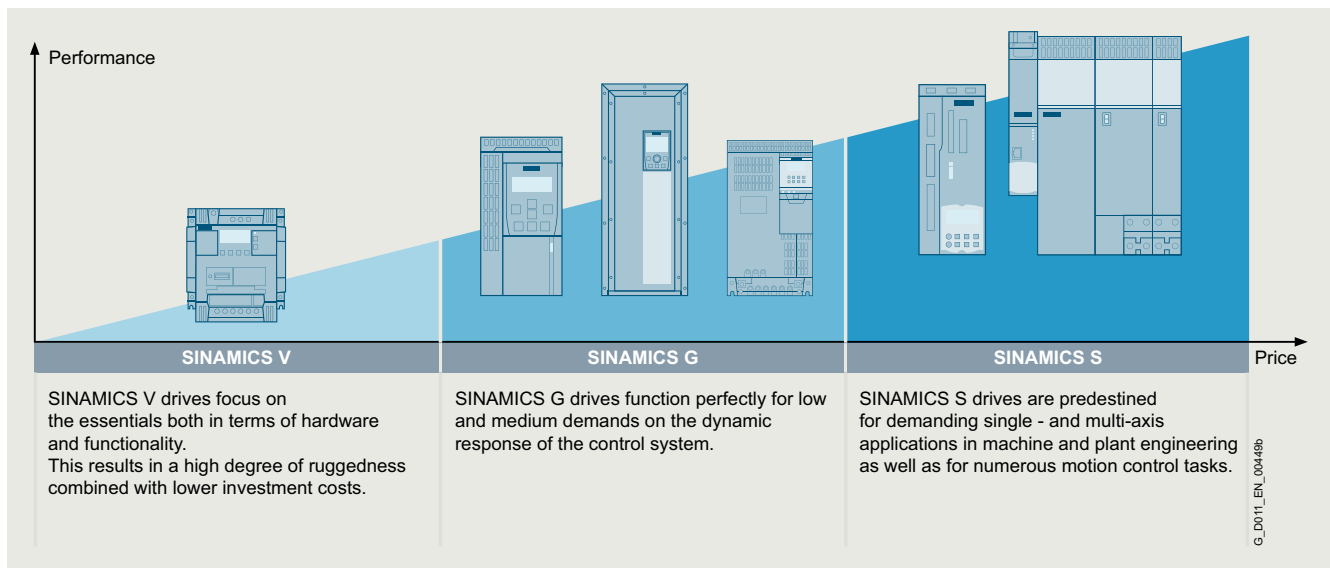 Performance
SINAMICS V
SINAMICS G
SINAMICS S
Price
SINAMICS V drives focus on
the essentials both in terms of hardware
and functionality.
This results in a high degree of ruggedness
combined with lower investment costs.
SINAMICS G drives function perfectly for low
and medium demands on the dynamic
response of the control system.
SINAMICS S drives are predestined
for demanding single - and multi-axis
applications in machine and plant engineering
as well as for numerous motion control tasks.
G_D011_EN_00449b